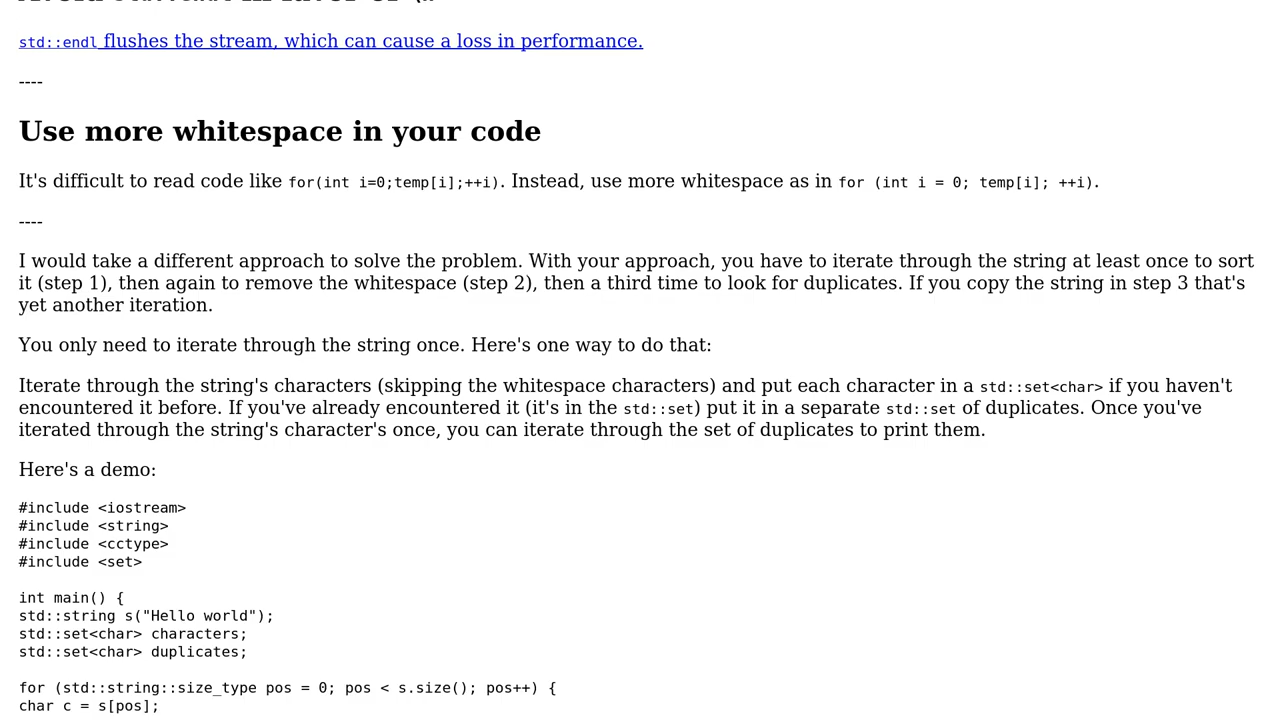 std::endl flushes the stream, which can cause a loss in performance.
----
Use more whitespace in your code
It's difficult to read code like for(int i=0;temp[i];++i). Instead, use more whitespace as in for (int i = 0; temp[i]; ++i).
----
I would take a different approach to solve the problem. With your approach, you have to iterate through the string at least once to sort
it (step 1), then again to remove the whitespace (step 2), then a third time to look for duplicates. If you copy the string in step 3 that's
yet another iteration.
You only need to iterate through the string once. Here's one way to do that:
Iterate through the string's characters (skipping the whitespace characters) and put each character in a std::set<char> if you haven't
encountered it before. If you've already encountered it (it's in the std::set) put it in a separate std::set of duplicates. Once you've
iterated through the string's character's once, you can iterate through the set of duplicates to print them.
Here's a demo:
#include <iostream>
#include <string>
#include <cctype>
#include <set>
int main() {
std::string s("Hello world");
std::set<char> characters;
std::set<char> duplicates;
for (std::string::size_type pos = 0; pos < s.size(); pos++) {
char c = s[pos];